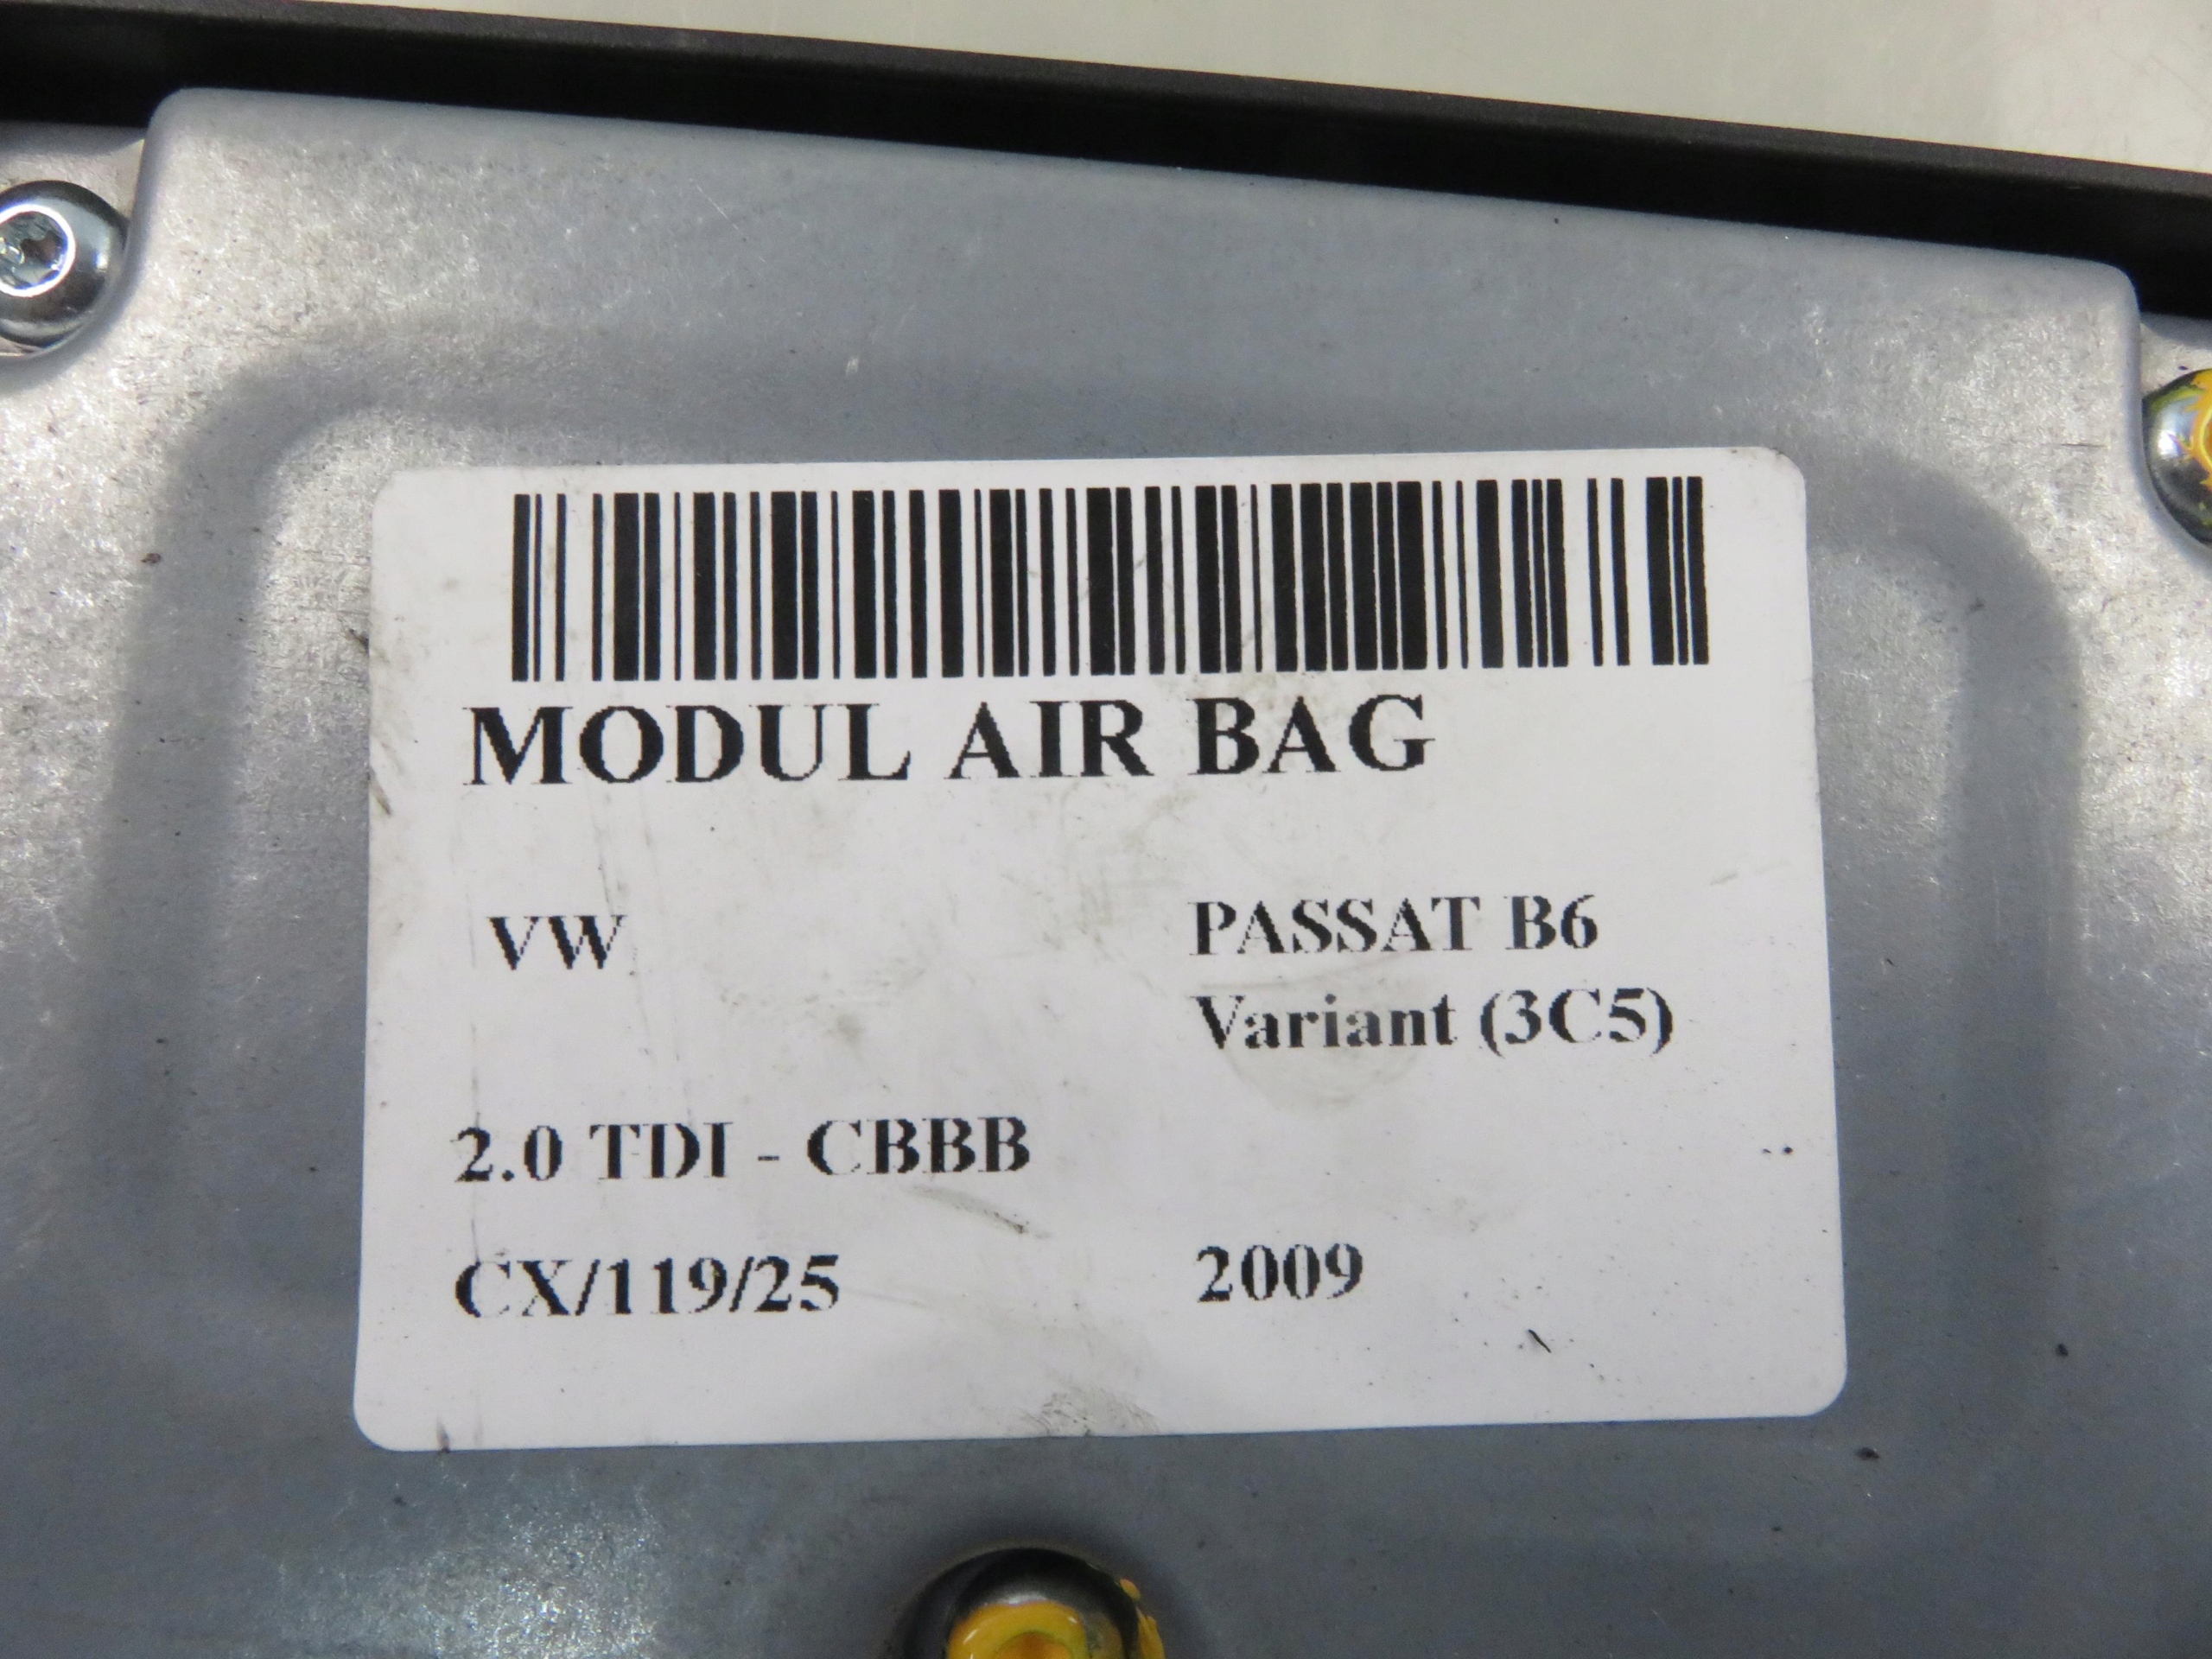 MODUL AIR BAG
VW
PASSAT B6
Variant (3C5)
2.0 TDI - CBBB
CX/119/25
2009